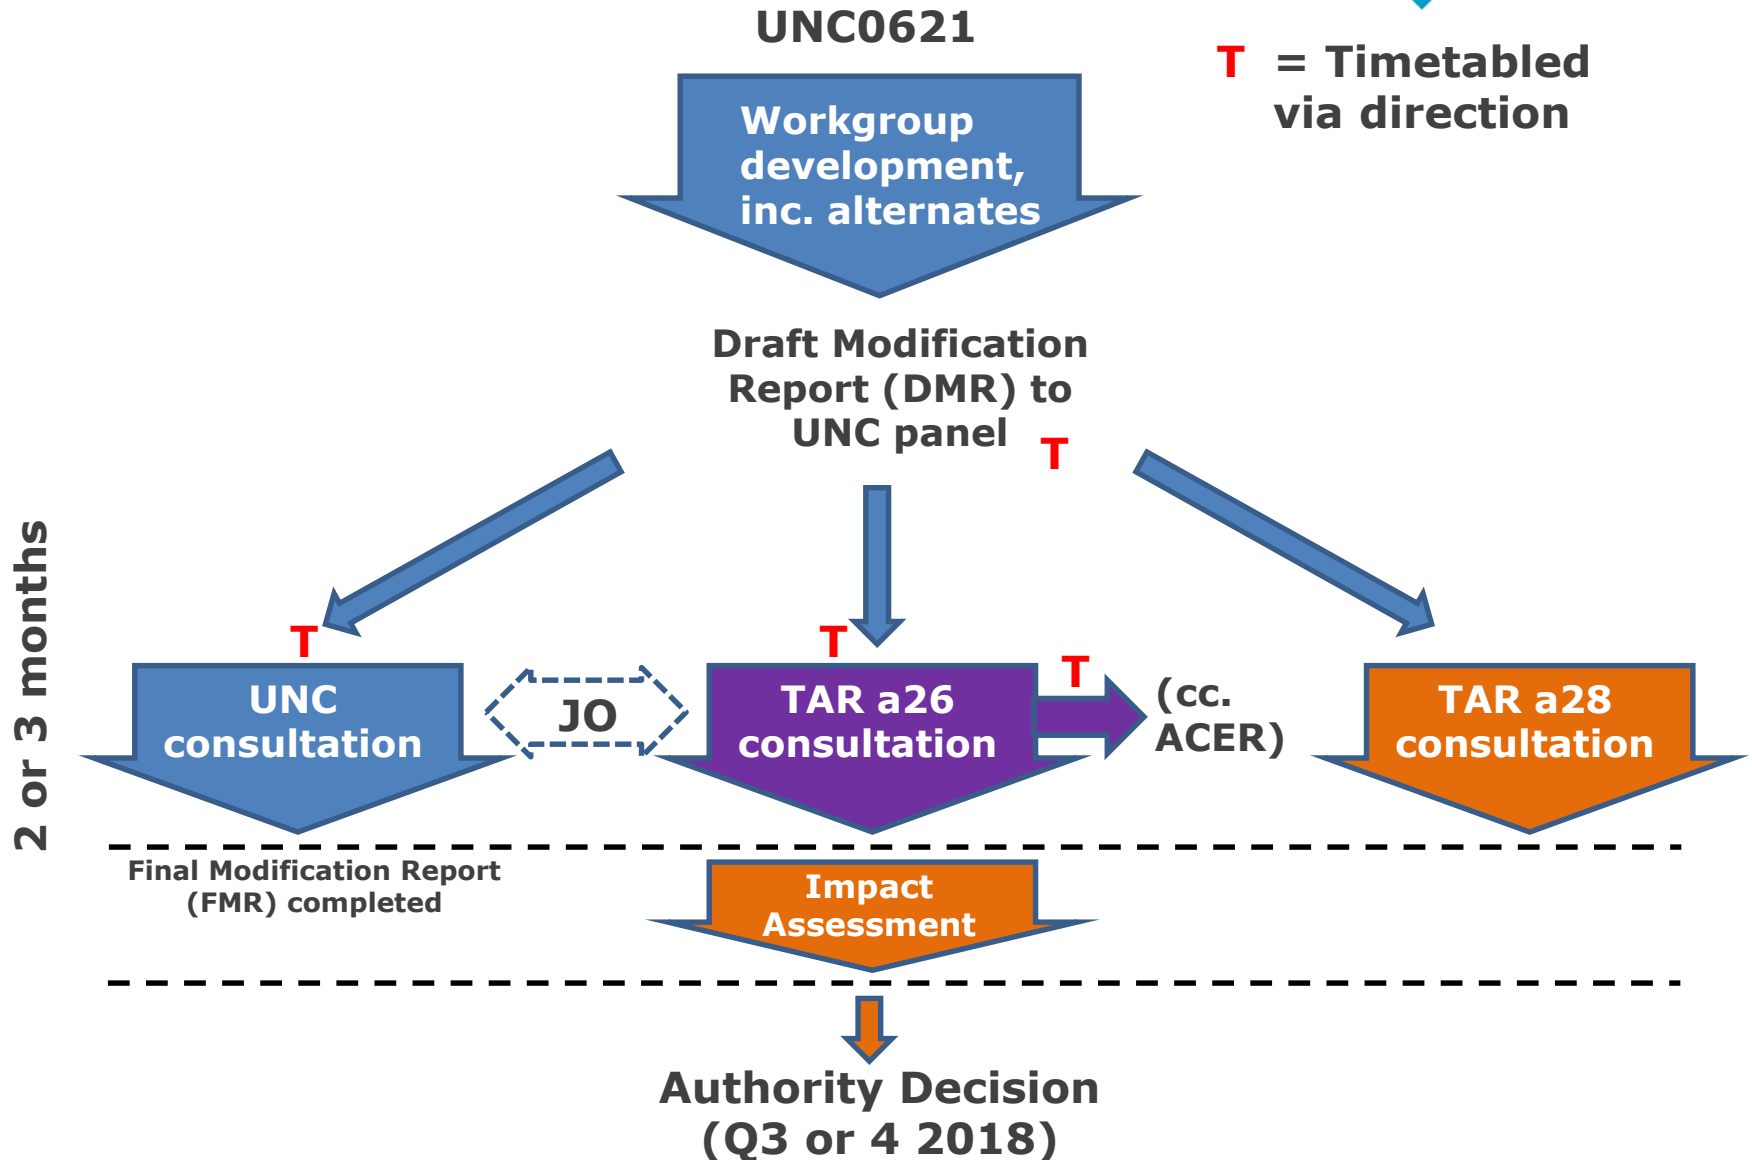 UNC0621
T = Timetabled
via direction
Workgroup
development,
inc. alternates
Draft Modification
Report (DMR) to
UNC panel
T
2 or 3 months
T
T
T
UNC
consultation
JO
TAR a26
consultation
(cc.
ACER)
TAR a28
consultation
Final Modification Report
(FMR) completed
Impact
Assessment
Authority Decision
(Q3 or 4 2018)